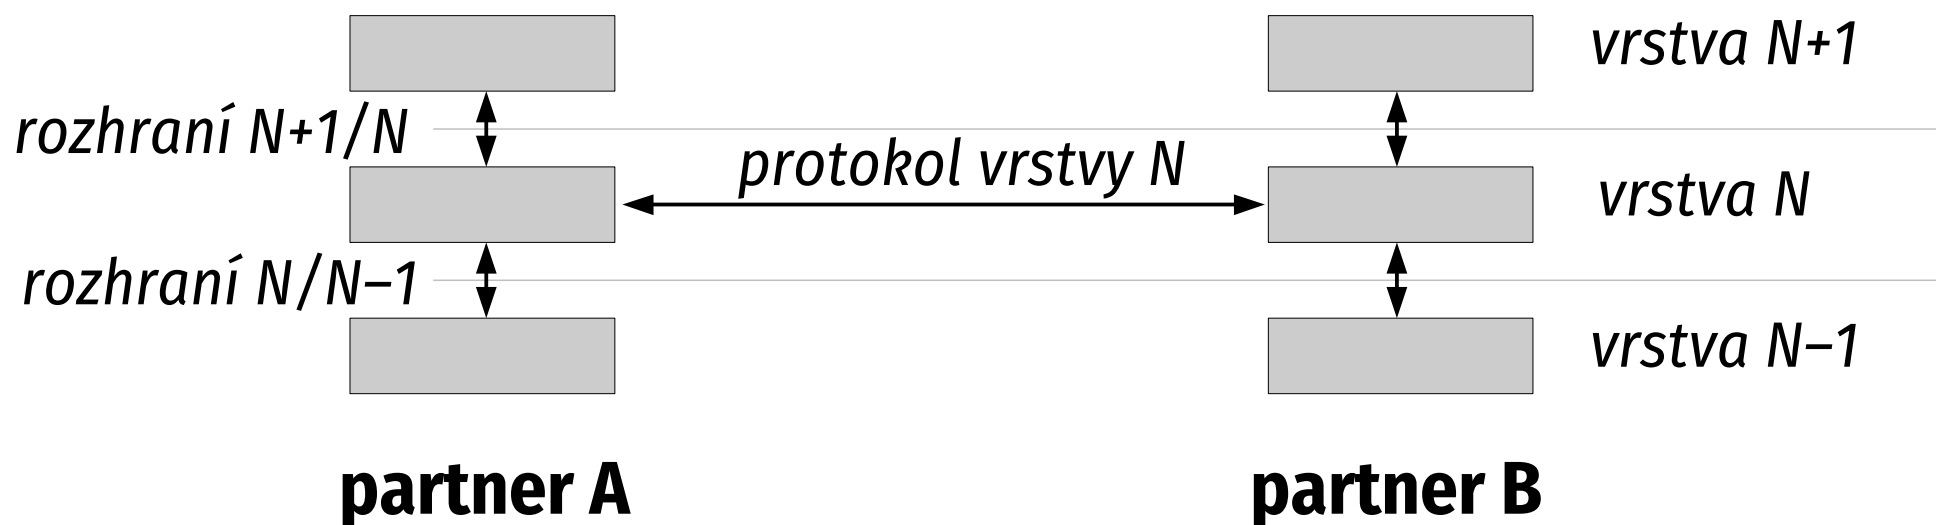 vrstva N+1
rozhraní N+1/N
protokol vrstvy N
vrstva N
rozhraní N/N–1
vrstva N–1
partner A
partner B